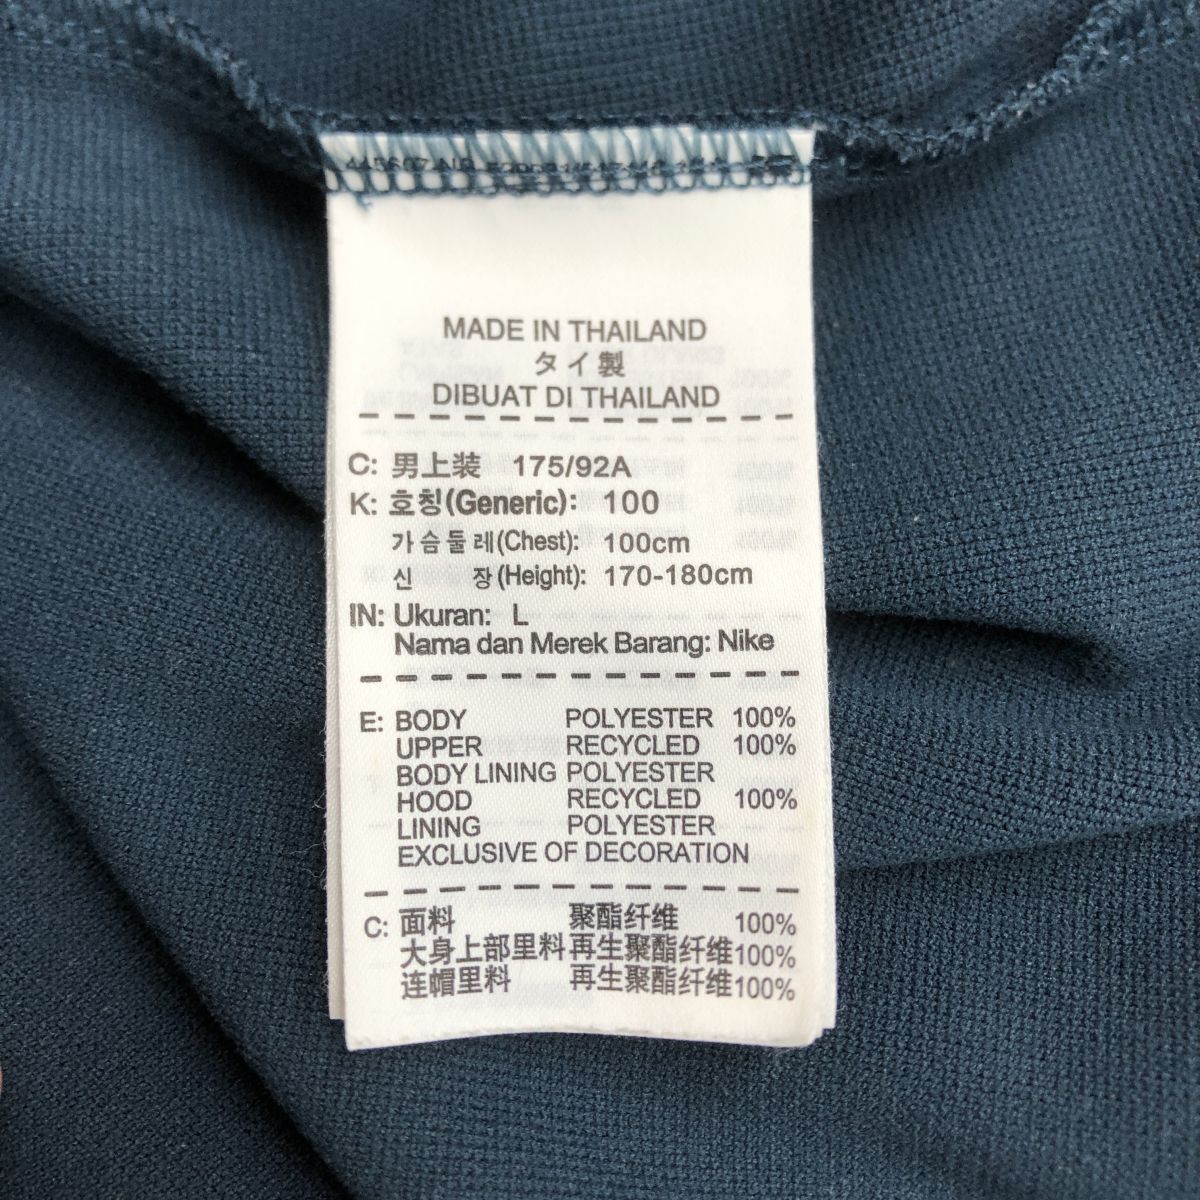 MADE IN THAILAND
タイ製
DIBUAT DI THAILAND
C: 男上装 175/92A
K: 호칭(Generic): 100
가슴둘레(Chest): 100cm
신 장(Height): 170-180cm
IN: Ukuran: L
Nama dan Merek Barang: Nike
E: BODY POLYESTER 100%
UPPER RECYCLED 100%
BODY LINING POLYESTER
HOOD RECYCLED 100%
LINING POLYESTER
EXCLUSIVE OF DECORATION
C: 面料 聚酯纤维 100%
大身上部里料 再生聚酯纤维 100%
连帽里料 再生聚酯纤维 100%